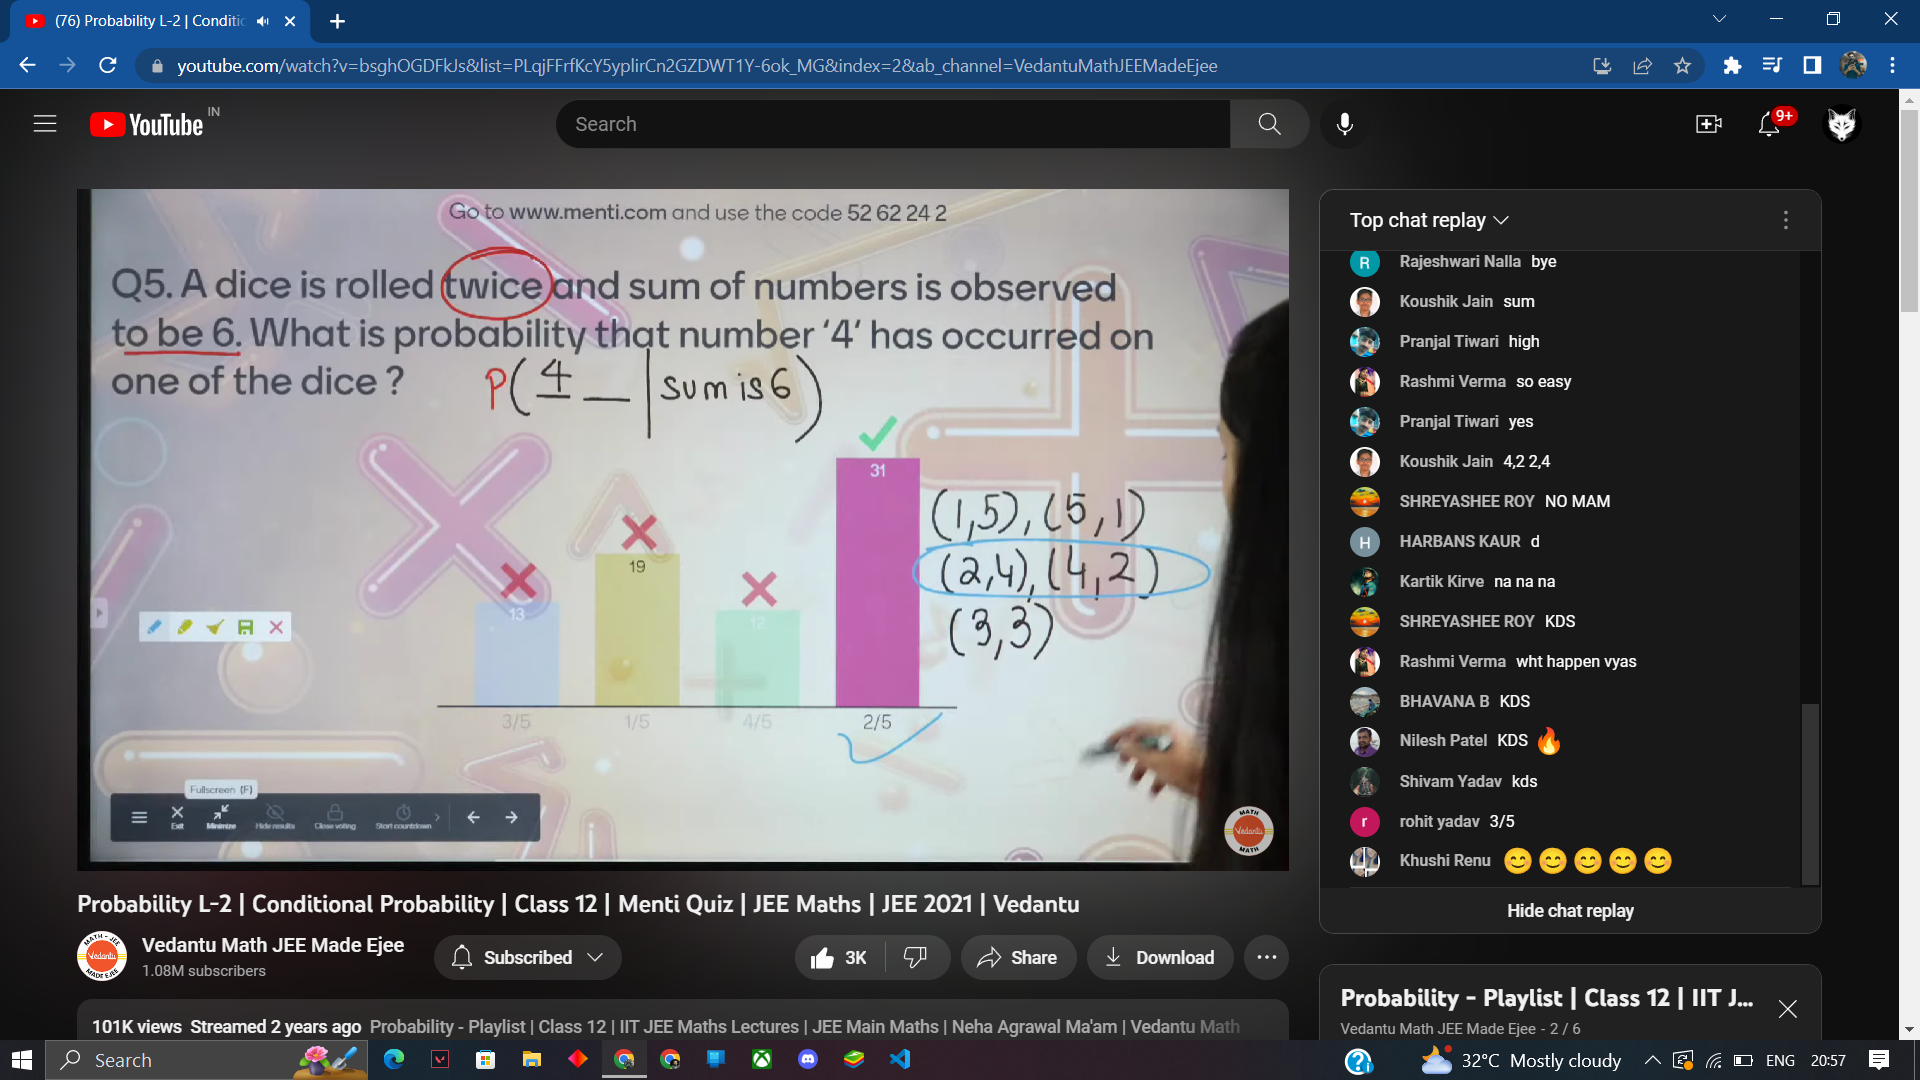 (76) Probability L-2 | Conditic
youtube.com/watch?v=bsghOGDFkJs&list=PLqjFFrfKcY5yplirCn2GZDWT1Y-6ok_MG&index=2&ab_channel=VedantuMathJEEMadeEjee
YouTube IN
Search
9+
Go to www.menti.com and use the code 52 62 24 2
Q5. A dice is rolled twice and sum of numbers is observed
to be 6. What is probability that number ‘4’ has occurred on
one of the dice ?
P( 4 _ | sum is 6 )
31
19
13
12
(1,5), (5,1)
(2,4), (4,2)
(3,3)
3/5 1/5 4/5 2/5
Fullscreen (F)
Exit Minimize Hide results Close voting Start countdown
MATH Vedantu MATH
Top chat replay
R Rajeshwari Nalla bye
Koushik Jain sum
Pranjal Tiwari high
Rashmi Verma so easy
Pranjal Tiwari yes
Koushik Jain 4,2 2,4
SHREYASHEE ROY NO MAM
H HARBANS KAUR d
Kartik Kirve na na na
SHREYASHEE ROY KDS
Rashmi Verma wht happen vyas
BHAVANA B KDS
Nilesh Patel KDS 🔥
Shivam Yadav kds
r rohit yadav 3/5
Khushi Renu 😊😊😊😊😊
Hide chat replay
Probability L-2 | Conditional Probability | Class 12 | Menti Quiz | JEE Maths | JEE 2021 | Vedantu
MATH - JEE Vedantu MADE EJEE
Vedantu Math JEE Made Ejee
1.08M subscribers
Subscribed
3K
Share
Download
101K views Streamed 2 years ago Probability - Playlist | Class 12 | IIT JEE Maths Lectures | JEE Main Maths | Neha Agrawal Ma'am | Vedantu Math
Probability - Playlist | Class 12 | IIT J...
Vedantu Math JEE Made Ejee - 2 / 6
Search
32°C Mostly cloudy
ENG
20:57